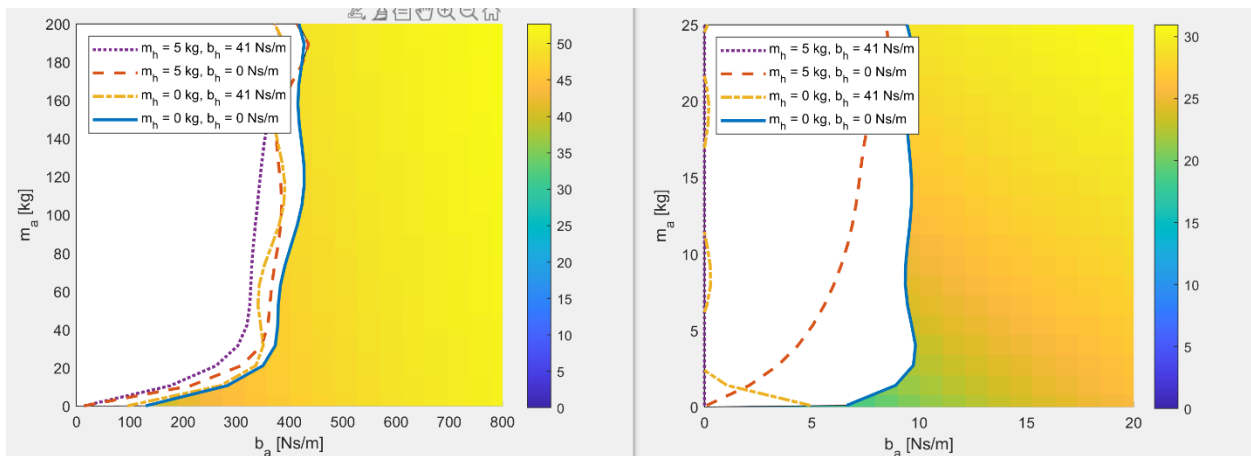 200
180
160
140
120
100
80
60
40
20
0
m_a [kg]
m_h = 5 kg, b_h = 41 Ns/m
m_h = 5 kg, b_h = 0 Ns/m
m_h = 0 kg, b_h = 41 Ns/m
m_h = 0 kg, b_h = 0 Ns/m
0 100 200 300 400 500 600 700 800
b_a [Ns/m]
50
45
40
35
30
25
20
15
10
5
0
25
20
15
10
5
0
m_a [kg]
m_h = 5 kg, b_h = 41 Ns/m
m_h = 5 kg, b_h = 0 Ns/m
m_h = 0 kg, b_h = 41 Ns/m
m_h = 0 kg, b_h = 0 Ns/m
0 5 10 15 20
b_a [Ns/m]
30
25
20
15
10
5
0